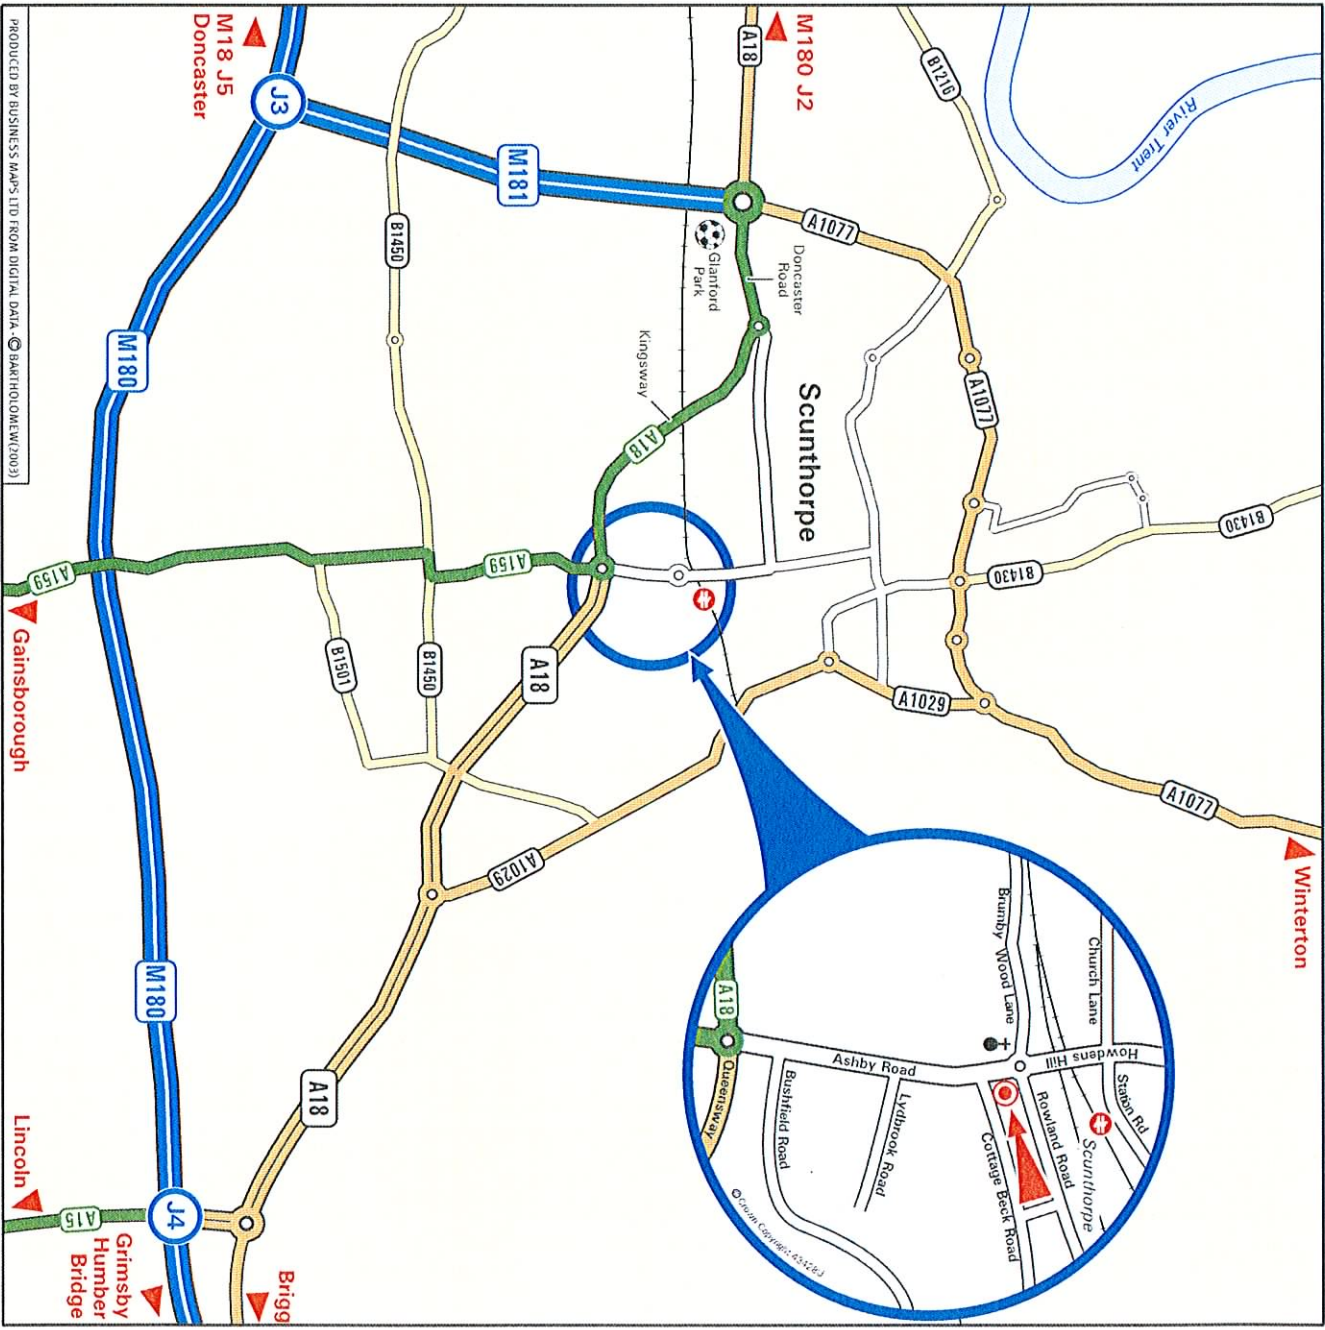 Winterton
B1430
A1077
River Trent
B1430
A1077
B1216
A1029
A1077
Scunthorpe
M180 J2
A18
Doncaster
Road
Glanford
Park
Kingsway
A18
M181
A18
A159
A1029
B1450
B1450
B1501
A18
J3
M18 J5
Doncaster
M180
M180
J4
A159
A15
Gainsborough
Lincoln
Brigg
Grimsby
Humber
Bridge
Church Lane
Howdens Hill
Station Rd
Scunthorpe
Brumby Wood Lane
Rowland Road
Cottage Beck Road
Ashby Road
Lydbrook Road
Bushfield Road
A18
Queensway
PRODUCED BY BUSINESS MAPS LTD FROM DIGITAL DATA - © BARTHOLOMEW(2003)